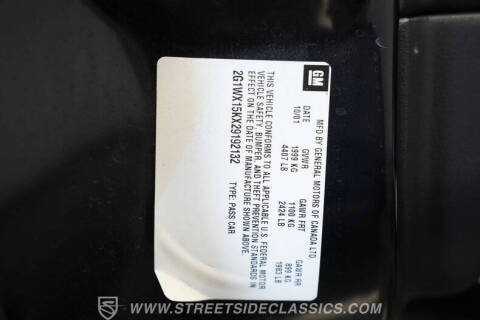 GM
MFD BY GENERAL MOTORS OF CANADA LTD.
DATE GVWR GAWR FRT GAWR RR
10/01 1999 KG 1100 KG 899 KG
4407 LB 2424 LB 1983 LB
THIS VEHICLE CONFORMS TO ALL APPLICABLE U.S. FEDERAL MOTOR
VEHICLE SAFETY, BUMPER, AND THEFT PREVENTION STANDARDS IN
EFFECT ON THE DATE OF MANUFACTURE SHOWN ABOVE.
2G1WX15KX29192132 TYPE: PASS CAR
WWW.STREETSIDECLASSICS.COM